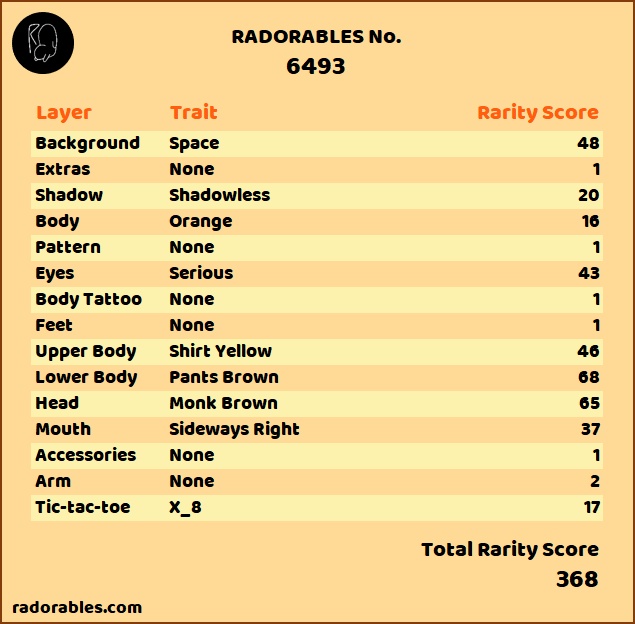 RADORABLES No.
6493
Layer Trait Rarity Score
Background Space 48
Extras None 1
Shadow Shadowless 20
Body Orange 16
Pattern None 1
Eyes Serious 43
Body Tattoo None 1
Feet None 1
Upper Body Shirt Yellow 46
Lower Body Pants Brown 68
Head Monk Brown 65
Mouth Sideways Right 37
Accessories None 1
Arm None 2
Tic-tac-toe X_8 17
Total Rarity Score
368
radorables.com